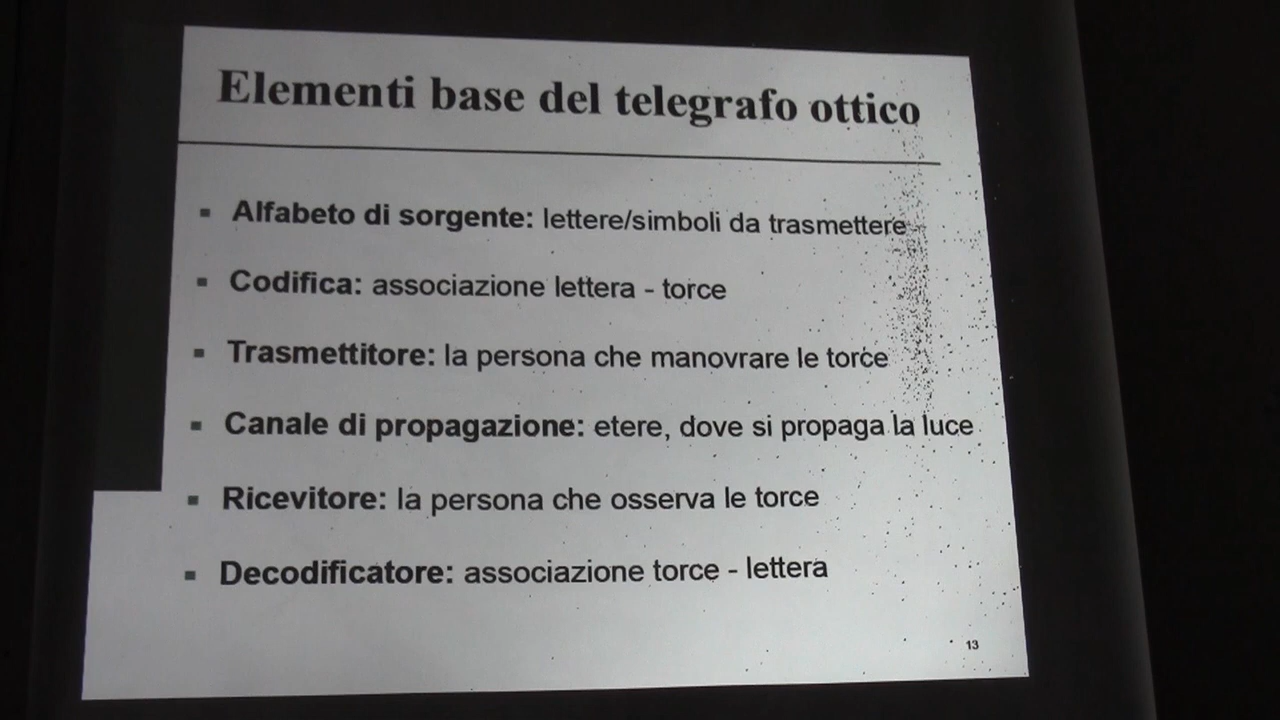 Elementi base del telegrafo ottico
▪ Alfabeto di sorgente: lettere/simboli da trasmettere
▪ Codifica: associazione lettera - torce
▪ Trasmettitore: la persona che manovrare le torce
▪ Canale di propagazione: etere, dove si propaga la luce
▪ Ricevitore: la persona che osserva le torce
▪ Decodificatore: associazione torce - lettera
13